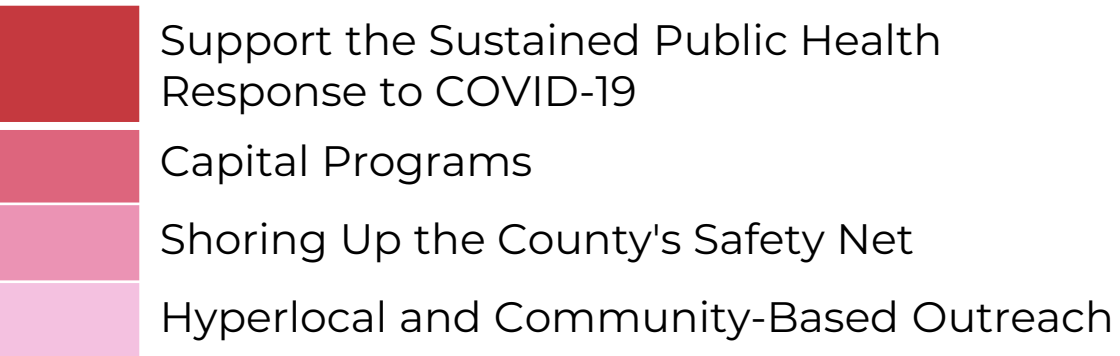 Support the Sustained Public Health
Response to COVID-19
Capital Programs
Shoring Up the County's Safety Net
Hyperlocal and Community-Based Outreach